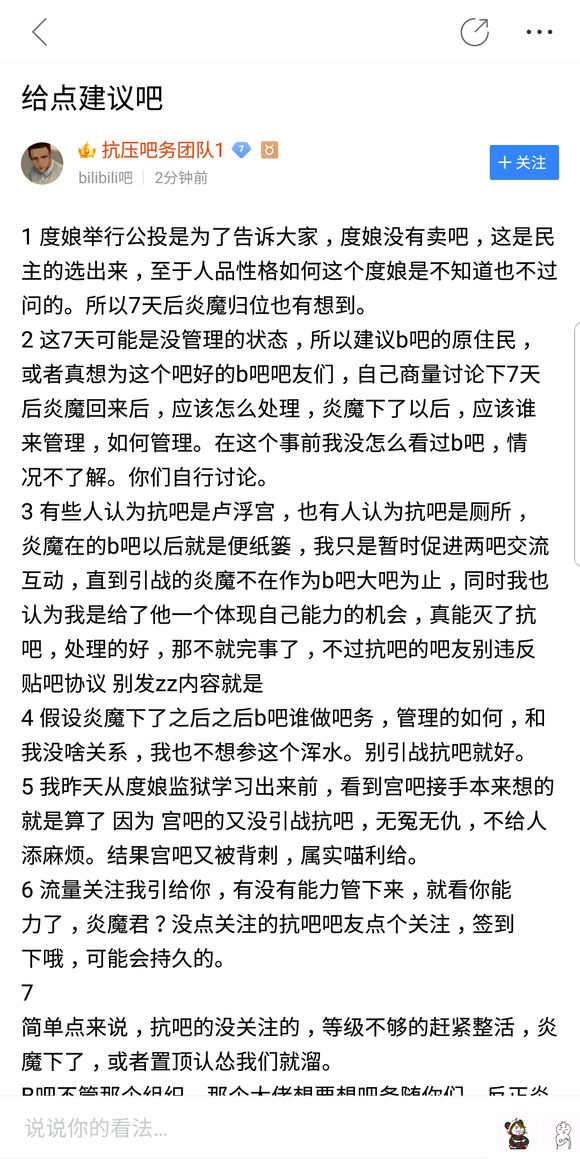 给点建议吧
抗压吧务团队1 7
bilibili吧 2分钟前
+ 关注
1 度娘举行公投是为了告诉大家，度娘没有卖吧，这是民
主的选出来，至于人品性格如何这个度娘是不知道也不过
问的。所以7天后炎魔归位也有想到。
2 这7天可能是没管理的状态，所以建议b吧的原住民，
或者真想为这个吧好的b吧吧友们，自己商量讨论下7天
后炎魔回来后，应该怎么处理，炎魔下了以后，应该谁
来管理，如何管理。在这个事前我没怎么看过b吧，情
况不了解。你们自行讨论。
3 有些人认为抗吧是卢浮宫，也有人认为抗吧是厕所，
炎魔在的b吧以后就是便纸篓，我只是暂时促进两吧交流
互动，直到引战的炎魔不在作为b吧大吧为止，同时我也
认为我是给了他一个体现自己能力的机会，真能灭了抗
吧，处理的好，那不就完事了，不过抗吧的吧友别违反
贴吧协议 别发zz内容就是
4 假设炎魔下了之后之后b吧谁做吧务，管理的如何，和
我没啥关系，我也不想参这个浑水。别引战抗吧就好。
5 我昨天从度娘监狱学习出来前，看到宫吧接手本来想的
就是算了 因为 宫吧的又没引战抗吧，无冤无仇，不给人
添麻烦。结果宫吧又被背刺，属实喵利给。
6 流量关注我引给你，有没有能力管下来，就看你能
力了，炎魔君？没点关注的抗吧吧友点个关注，签到
下哦，可能会持久的。
7
简单点来说，抗吧的没关注的，等级不够的赶紧整活，炎
魔下了，或者置顶认怂我们就溜。
B吧不管那个组织，那个大佬想要想吧务随你们，反正炎
说说你的看法...